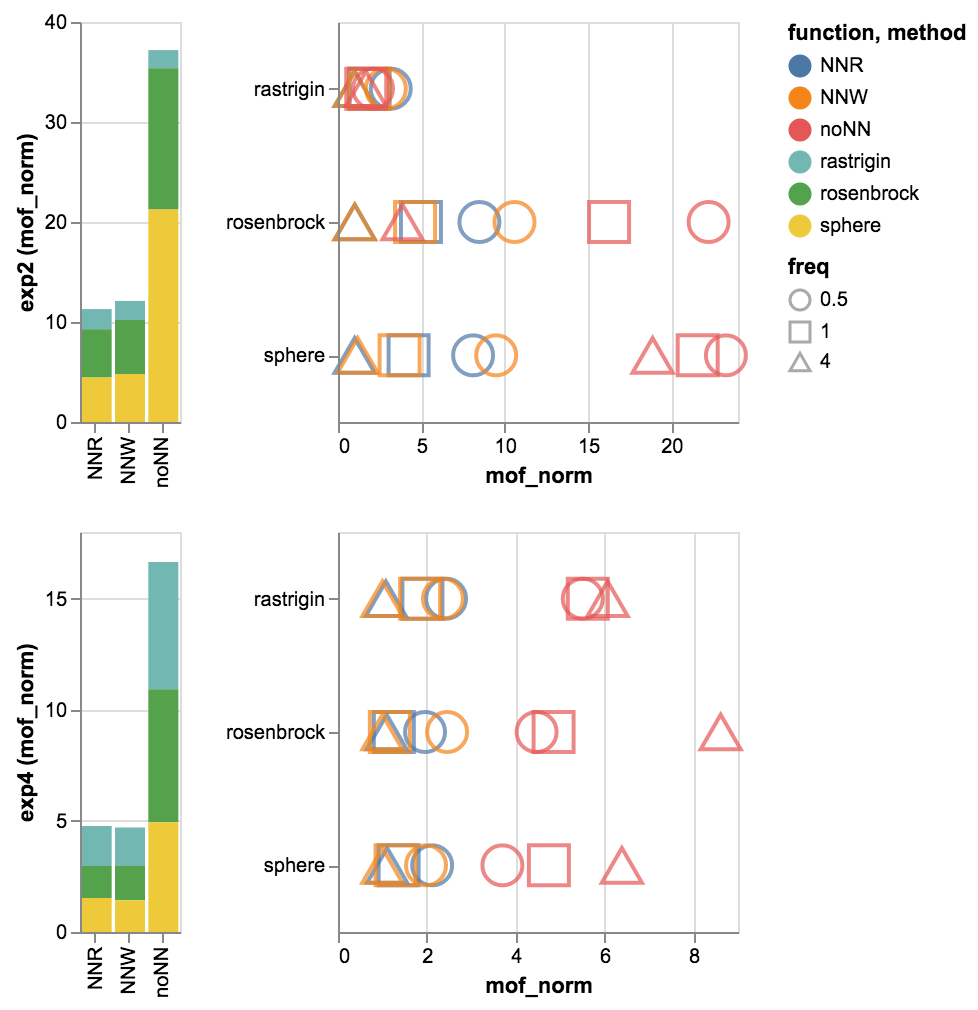 exp2 (mof_norm)
40
30
20
10
0
NNR
NNW
noNN
rastrigin
rosenbrock
sphere
0 5 10 15 20
mof_norm
function, method
NNR
NNW
noNN
rastrigin
rosenbrock
sphere
freq
0.5
1
4
exp4 (mof_norm)
15
10
5
0
NNR
NNW
noNN
rastrigin
rosenbrock
sphere
0 2 4 6 8
mof_norm